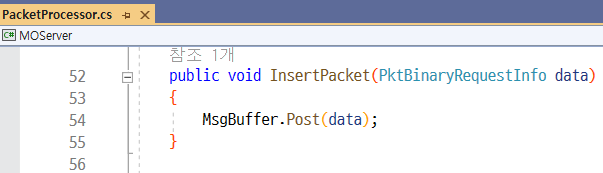 PacketProcessor.cs
MOServer
참조 1개
52 public void InsertPacket(PktBinaryRequestInfo data)
53 {
54 MsgBuffer.Post(data);
55 }
56